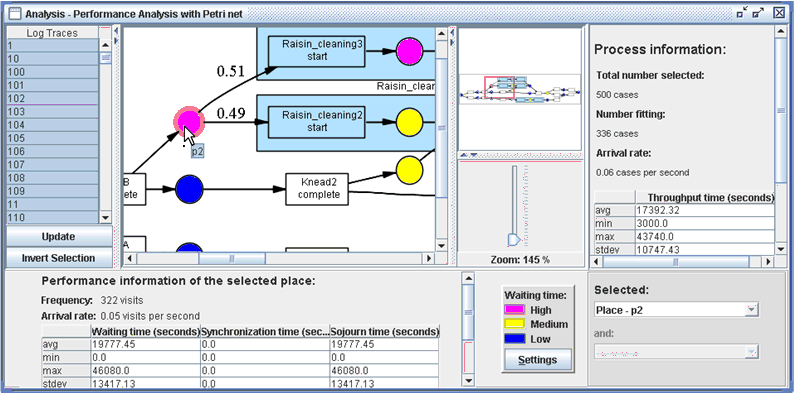 Analysis - Performance Analysis with Petri net
Log Traces
1
10
100
101
102
103
104
105
106
107
108
109
11
110
Update
Invert Selection
0.51
0.49
Raisin_cleaning3
start
Raisin_clean
Raisin_cleaning2
start
p2
B
lete
Knead2
complete
A
Zoom: 145 %
Process information:
Total number selected:
500 cases
Number fitting:
336 cases
Arrival rate:
0.06 cases per second
Throughput time (seconds)
avg 17392.32
min 3000.0
max 43740.0
stdev 10747.43
Performance information of the selected place:
Frequency: 322 visits
Arrival rate: 0.05 visits per second
Waiting time (seconds) Synchronization time (sec... Sojourn time (seconds)
avg 19777.45 0.0 19777.45
min 0.0 0.0 0.0
max 46080.0 0.0 46080.0
stdev 13417.13 0.0 13417.13
Waiting time:
High
Medium
Low
Settings
Selected:
Place - p2
and: